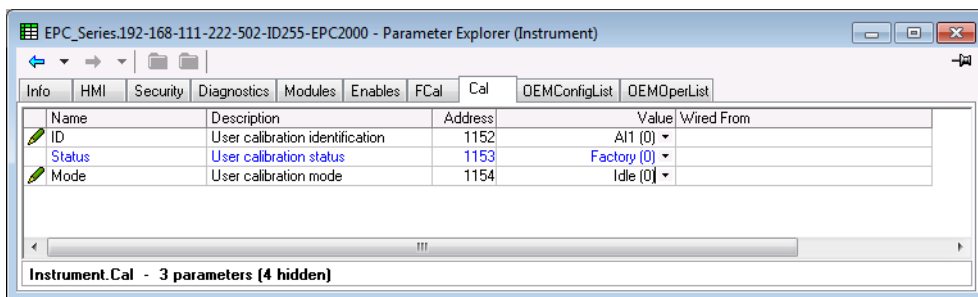 EPC_Series.192-168-111-222-502-ID255-EPC2000 - Parameter Explorer (Instrument)
Info HMI Security Diagnostics Modules Enables FCal Cal OEMConfigList OEMOperList
Name Description Address Value Wired From
ID User calibration identification 1152 AI1 (0)
Status User calibration status 1153 Factory (0)
Mode User calibration mode 1154 Idle (0)
Instrument.Cal - 3 parameters (4 hidden)